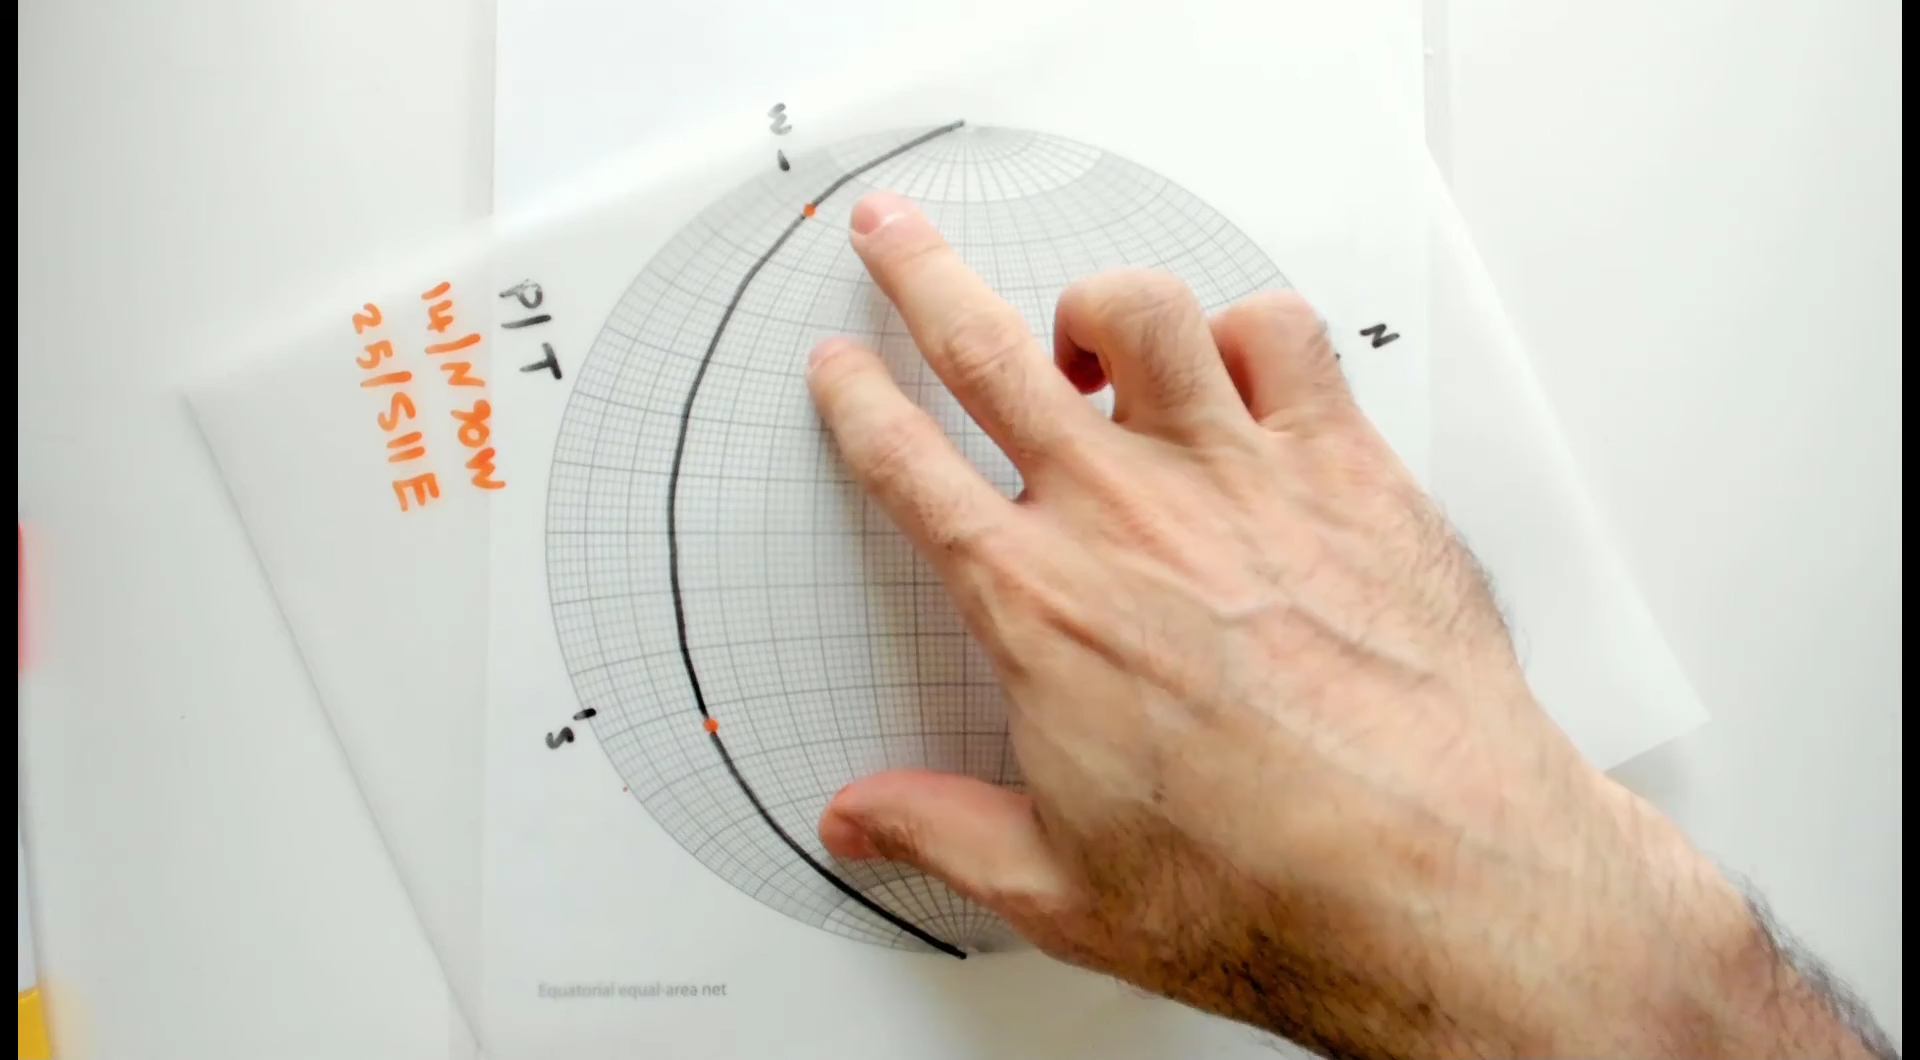 W
N
P/T
14/N90W
25/S11E
S
Equatorial equal-area net